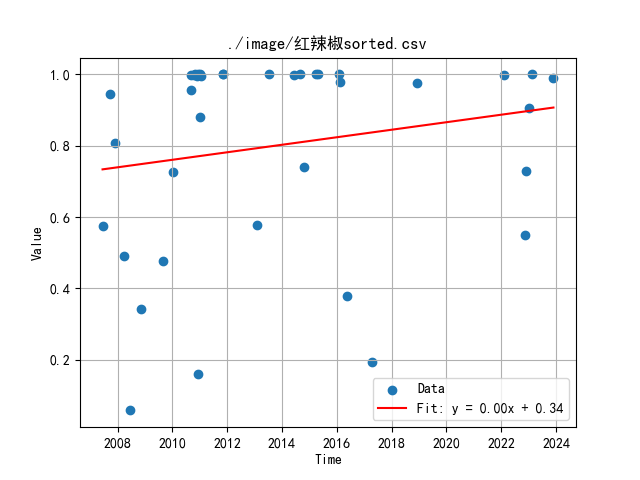 ./image/红辣椒sorted.csv
1.0
0.8
0.6
0.4
0.2
Value
Data
Fit: y = 0.00x + 0.34
2008 2010 2012 2014 2016 2018 2020 2022 2024
Time